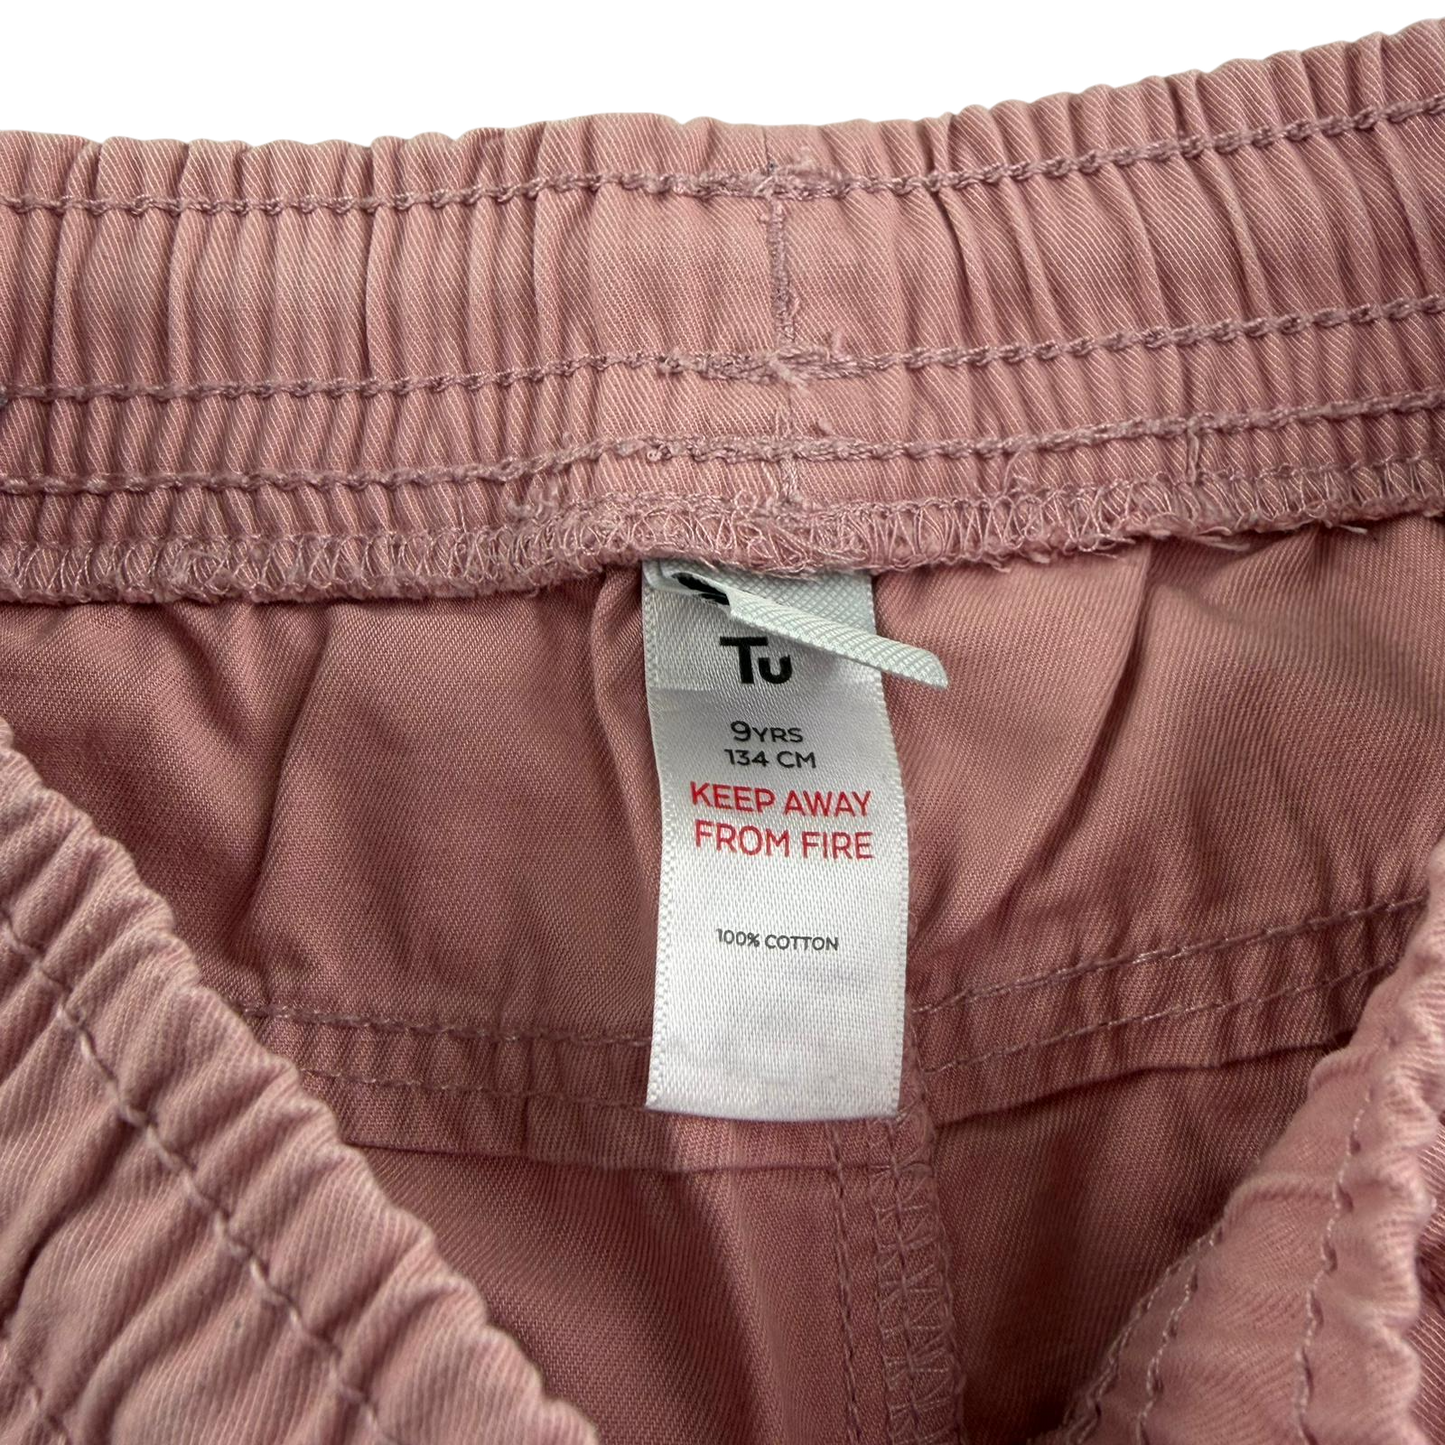 Tu
9YRS
134 CM
KEEP AWAY
FROM FIRE
100% COTTON